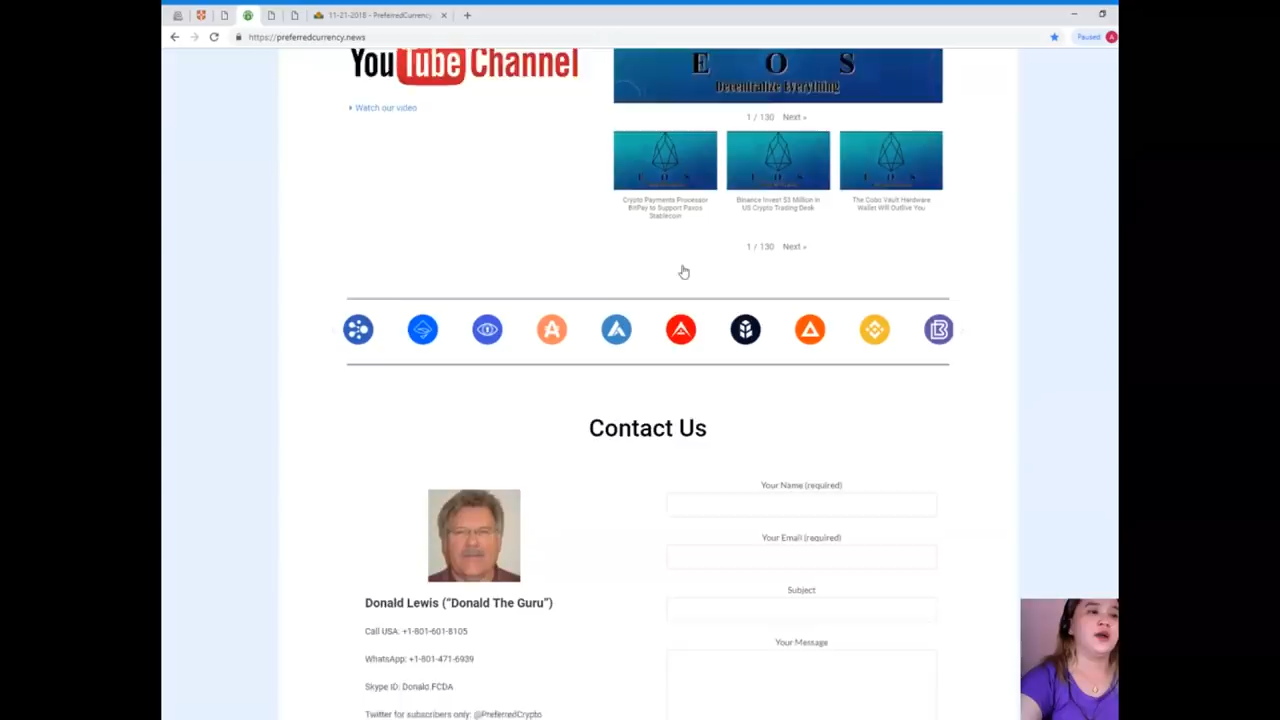 11-21-2018 - PreferredCurrency
https://preferredcurrency.news
Paused
A
YouTube Channel
E O S
Decentralize Everything
Watch our video
1 / 130 Next »
E O S
E O S
E O S
Crypto Payments Processor
BitPay to Support Paxos
Stablecoin
Binance Invest $3 Million in
US Crypto Trading Desk
The Cobo Vault Hardware
Wallet Will Outlive You
1 / 130 Next »
Contact Us
Your Name (required)
Your Email (required)
Subject
Your Message
Donald Lewis ("Donald The Guru")
Call USA: +1-801-601-8105
WhatsApp: +1-801-471-6939
Skype ID: Donald.FCDA
Twitter for subscribers only: @PreferredCrypto